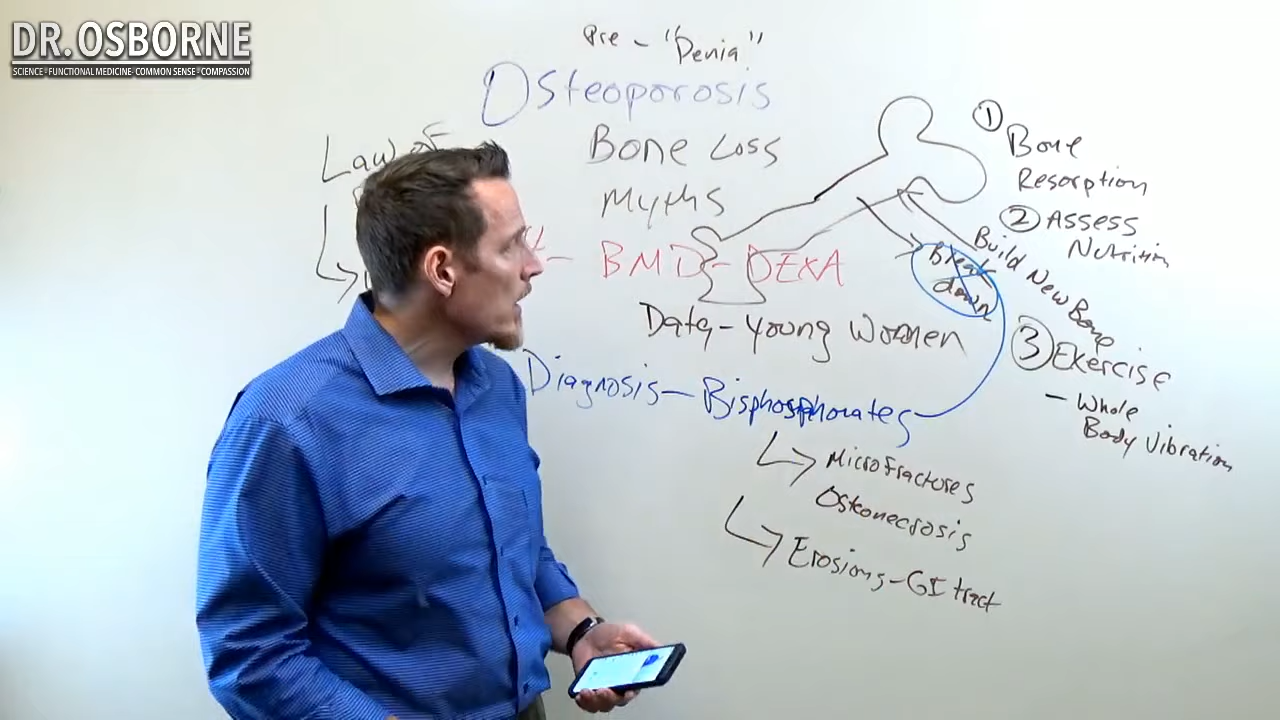 DR. OSBORNE
SCIENCE - FUNCTIONAL MEDICINE - COMMON SENSE - COMPASSION
Pre - "Penia"
Osteoporosis
Law of
Bone Loss
Myths
BMD - DEXA
Data - Young Women
Diagnosis - Bisphosphonates
Microfractures
Osteonecrosis
Erosions - GI tract
Break
down
Build New Bone
1 Bone
Resorption
2 Assess
Nutrition
3 Exercise
- Whole
Body Vibration